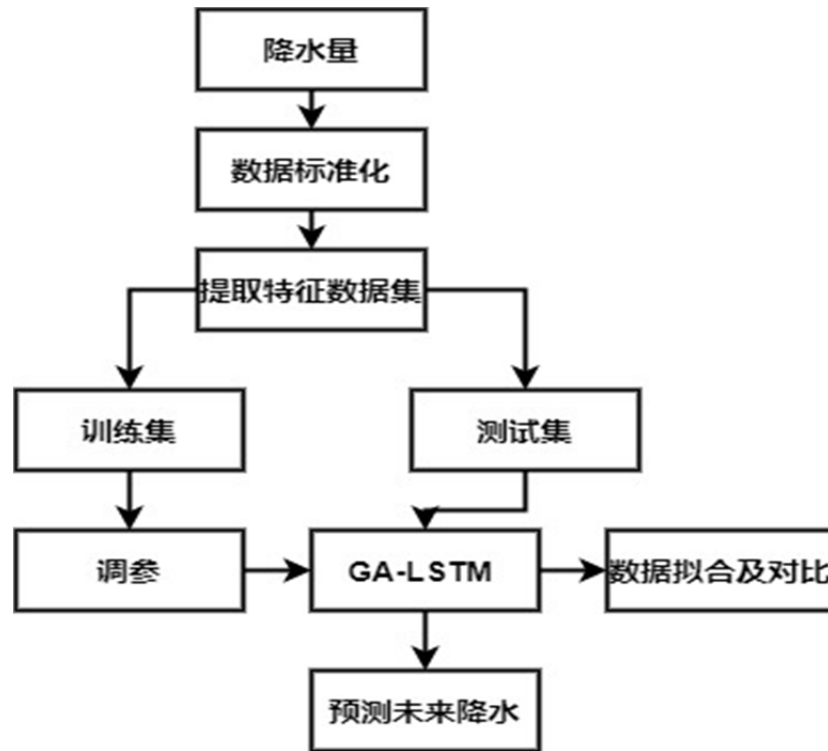 降水量
数据标准化
提取特征数据集
训练集
测试集
调参
GA-LSTM
数据拟合及对比
预测未来降水